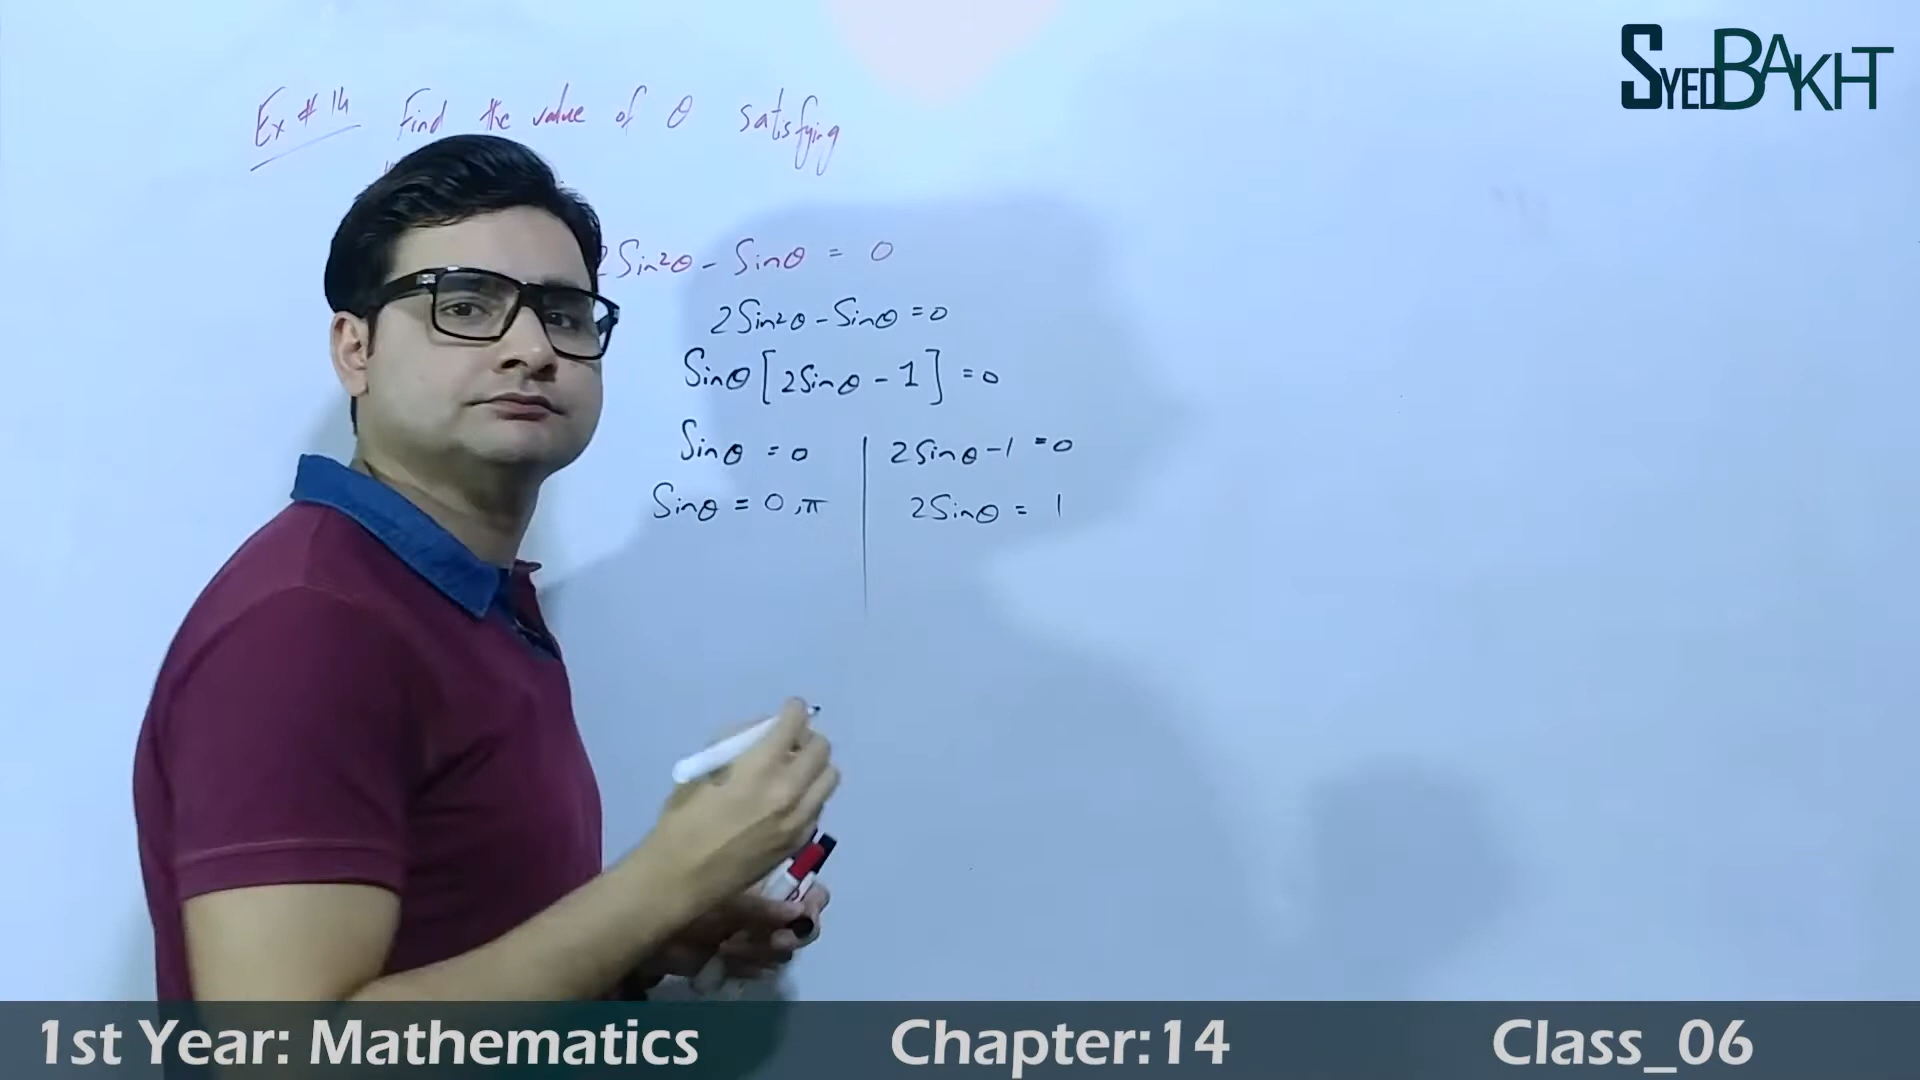 SYEDBAKHT
Ex # 14 Find the value of θ satisfying
2Sin²θ - Sinθ = 0
2Sin²θ - Sinθ = 0
Sinθ [2Sinθ - 1] = 0
Sinθ = 0 | 2Sinθ - 1 = 0
Sinθ = 0, π | 2Sinθ = 1
1st Year: Mathematics Chapter:14 Class_06